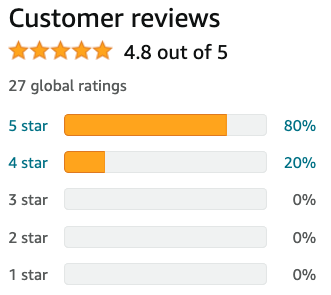 Customer reviews
4.8 out of 5
27 global ratings
5 star 80%
4 star 20%
3 star 0%
2 star 0%
1 star 0%